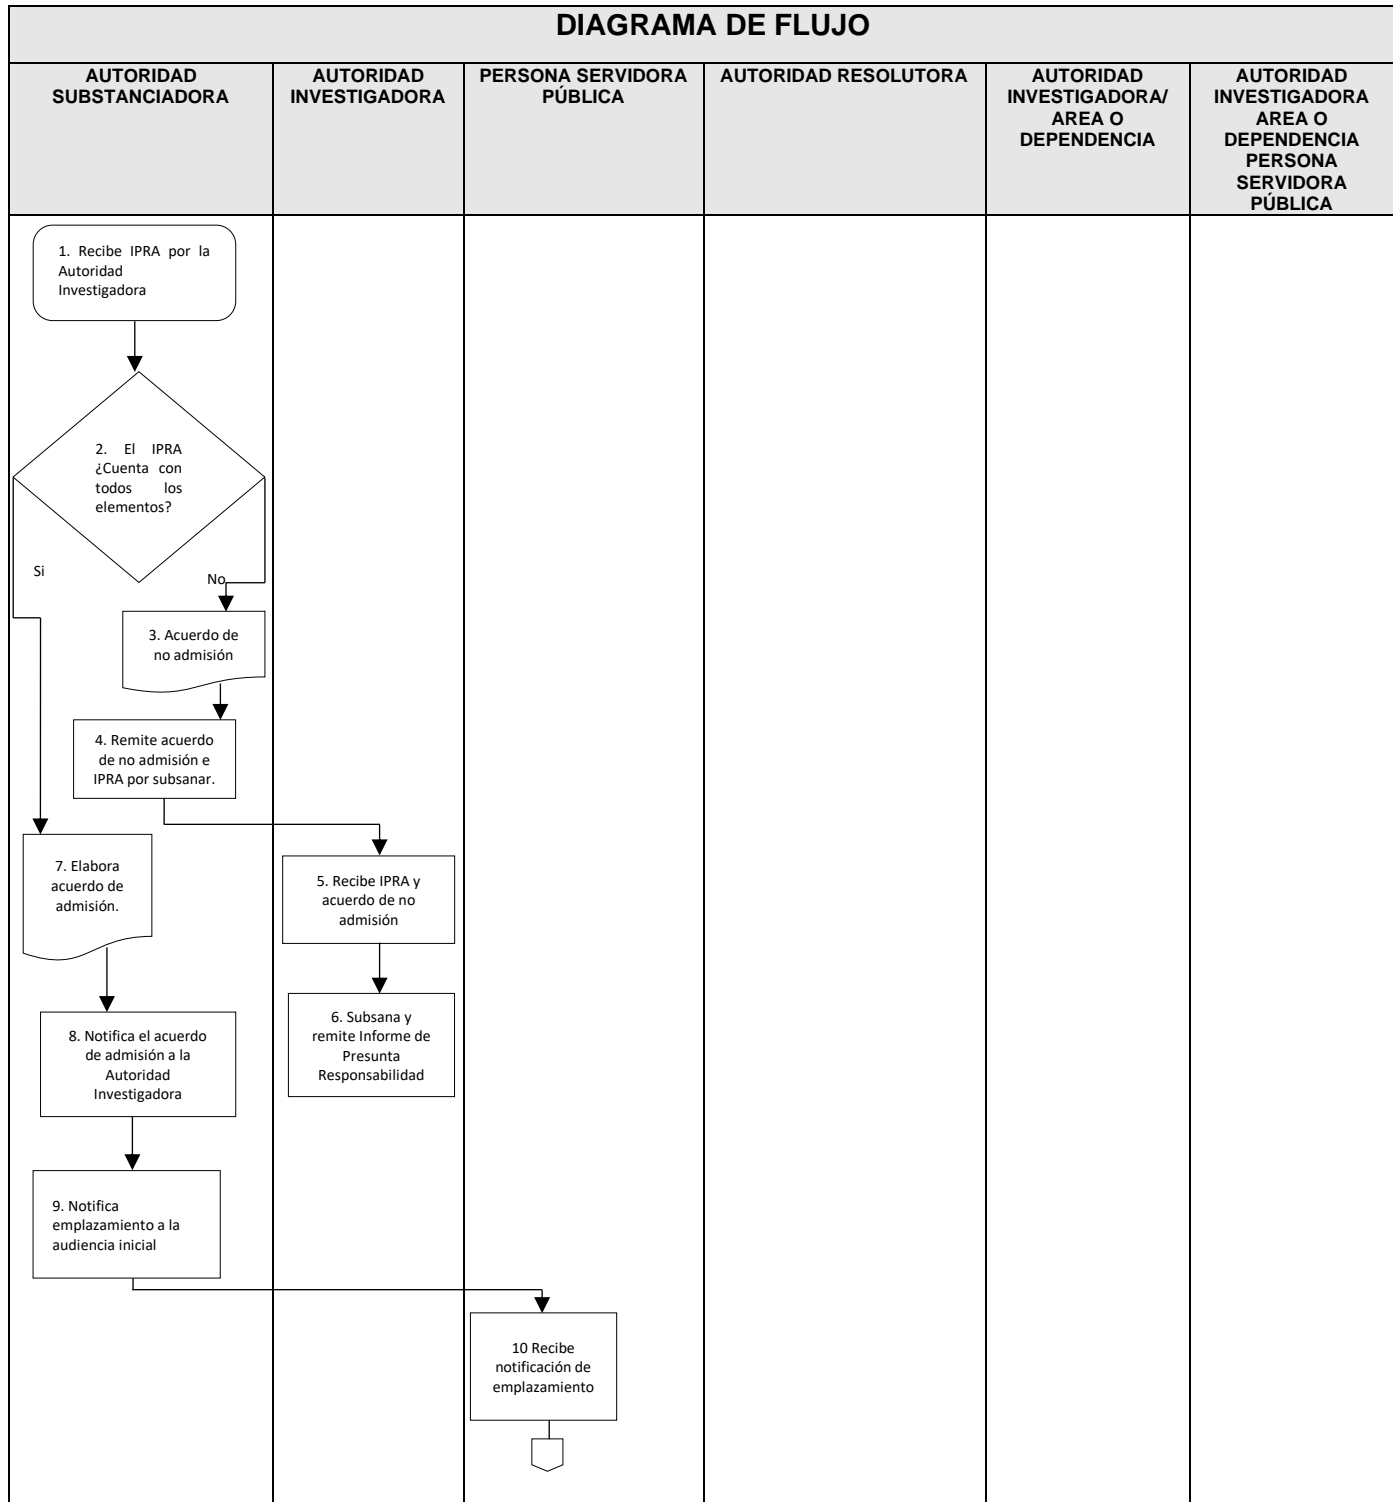 DIAGRAMA DE FLUJO
AUTORIDAD
SUBSTANCIADORA
AUTORIDAD
INVESTIGADORA
PERSONA SERVIDORA
PÚBLICA
AUTORIDAD RESOLUTORA
AUTORIDAD
INVESTIGADORA/
AREA O
DEPENDENCIA
AUTORIDAD
INVESTIGADORA
AREA O
DEPENDENCIA
PERSONA
SERVIDORA
PÚBLICA
1. Recibe IPRA por la
Autoridad
Investigadora
2. El IPRA
¿Cuenta con
todos los
elementos?
Si
No
3. Acuerdo de
no admisión
4. Remite acuerdo
de no admisión e
IPRA por subsanar.
5. Recibe IPRA y
acuerdo de no
admisión
6. Subsana y
remite Informe de
Presunta
Responsabilidad
7. Elabora
acuerdo de
admisión.
8. Notifica el acuerdo
de admisión a la
Autoridad
Investigadora
9. Notifica
emplazamiento a la
audiencia inicial
10 Recibe
notificación de
emplazamiento